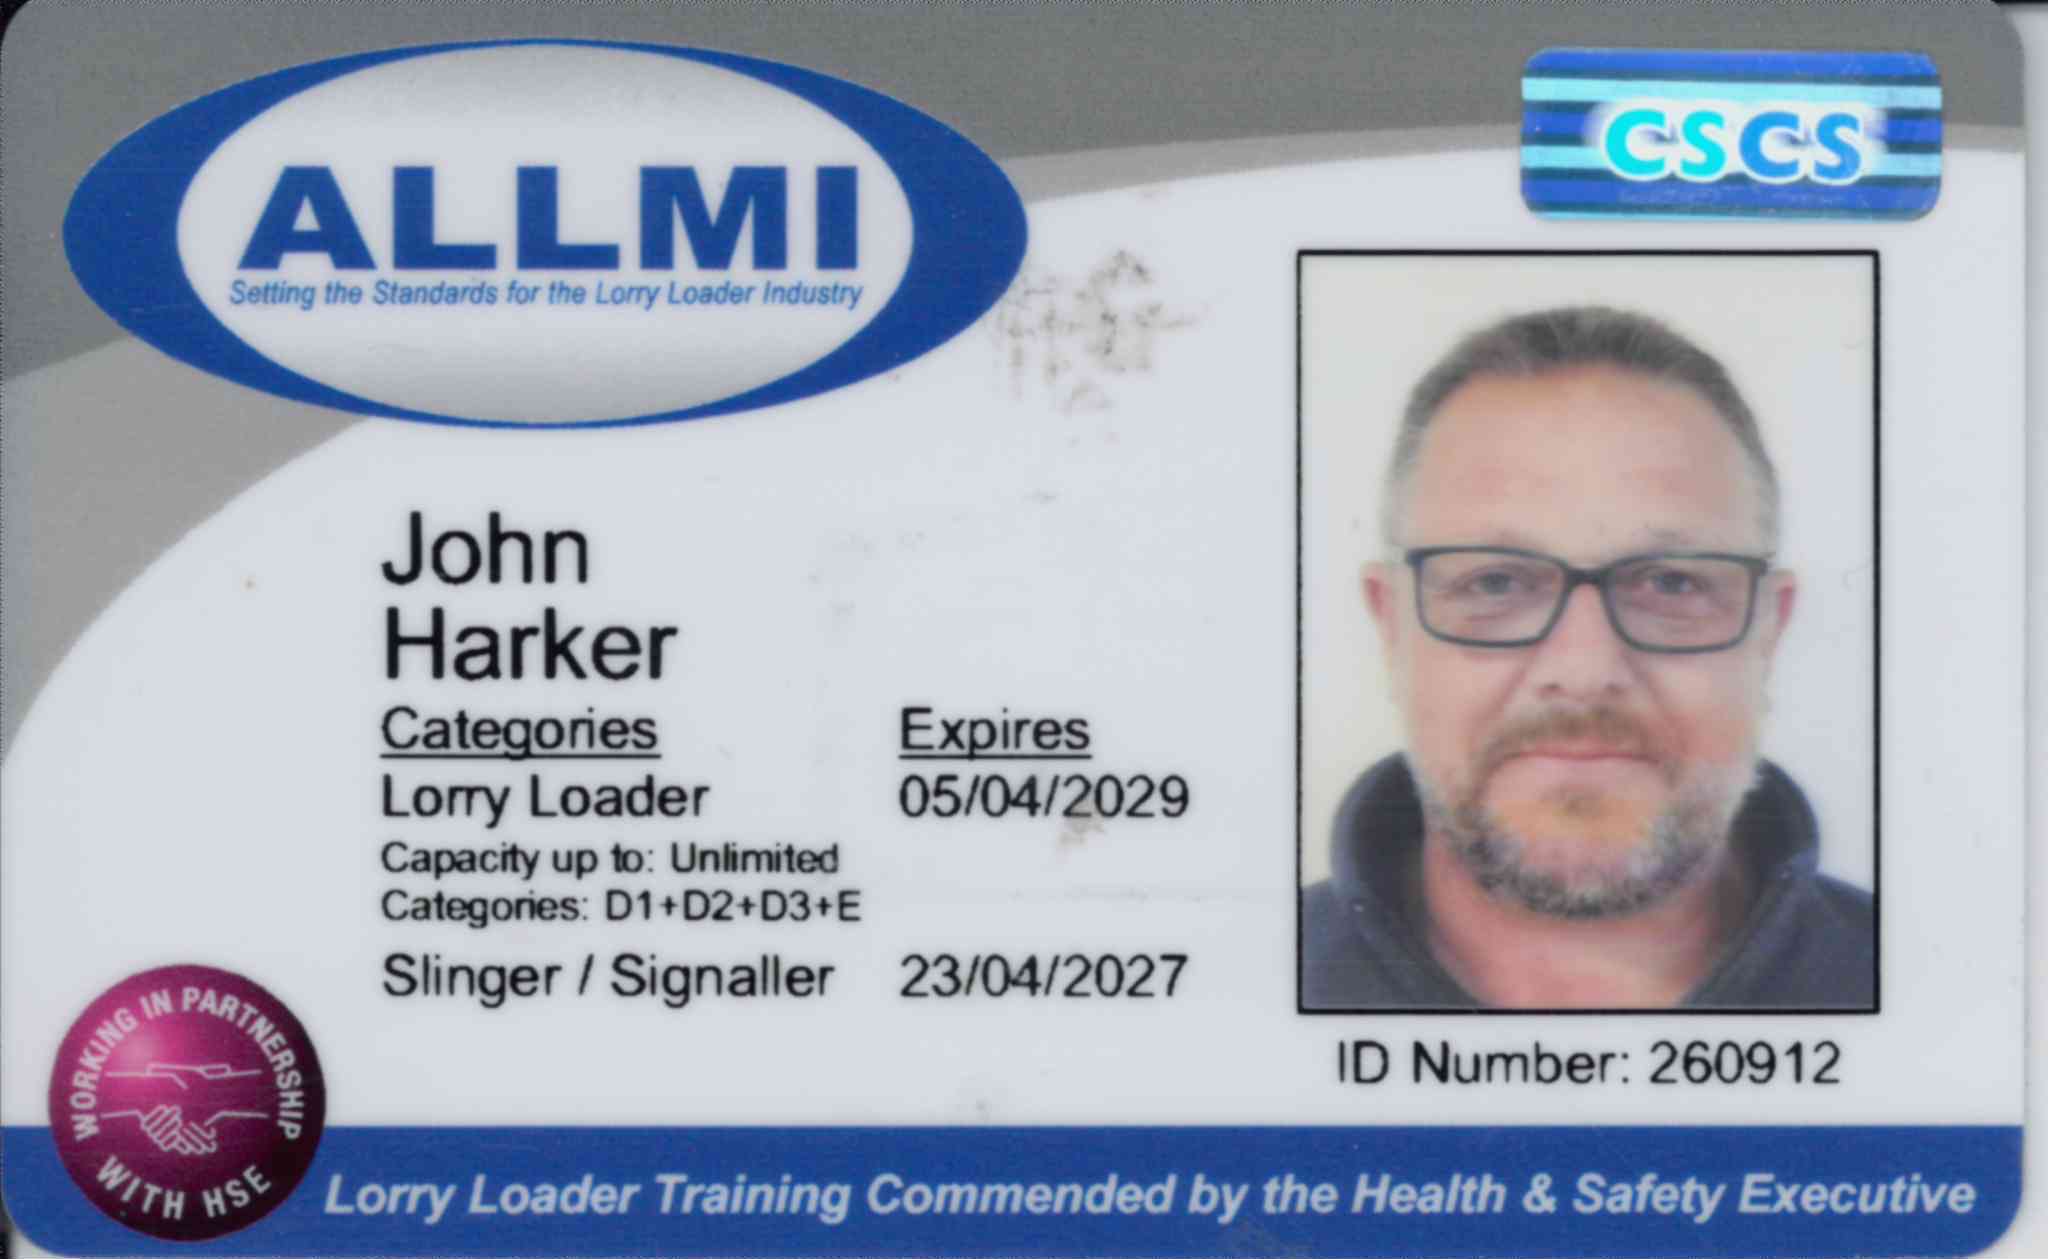 ALLMI
Setting the Standards for the Lorry Loader Industry
CSCS
John
Harker
Categories Expires
Lorry Loader 05/04/2029
Capacity up to: Unlimited
Categories: D1+D2+D3+E
Slinger / Signaller 23/04/2027
ID Number: 260912
WORKING IN PARTNERSHIP
WITH HSE
Lorry Loader Training Commended by the Health & Safety Executive